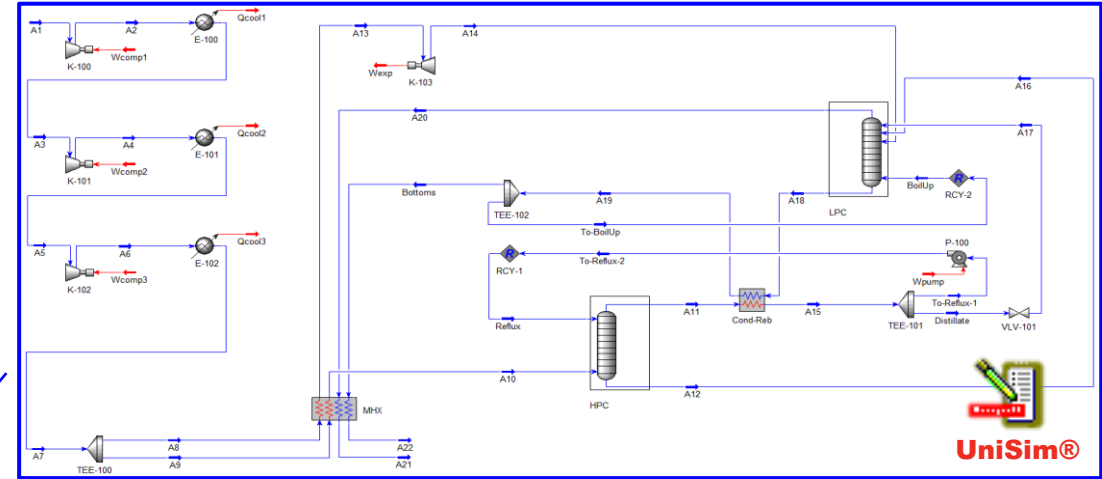 A1
A2
Qcool1
E-100
Wcomp1
K-100
A3
A4
Qcool2
E-101
Wcomp2
K-101
A5
A6
Qcool3
E-102
Wcomp3
K-102
A7
TEE-100
A8
A9
MHX
A22
A21
A13
A14
Wexp
K-103
A20
Bottoms
TEE-102
A19
To-BoilUp
A18
LPC
BoilUp
RCY-2
A16
A17
RCY-1
To-Reflux-2
P-100
Wpump
To-Reflux-1
Reflux
A11
Cond-Reb
A15
TEE-101
Distillate
VLV-101
A10
HPC
A12
UniSim®